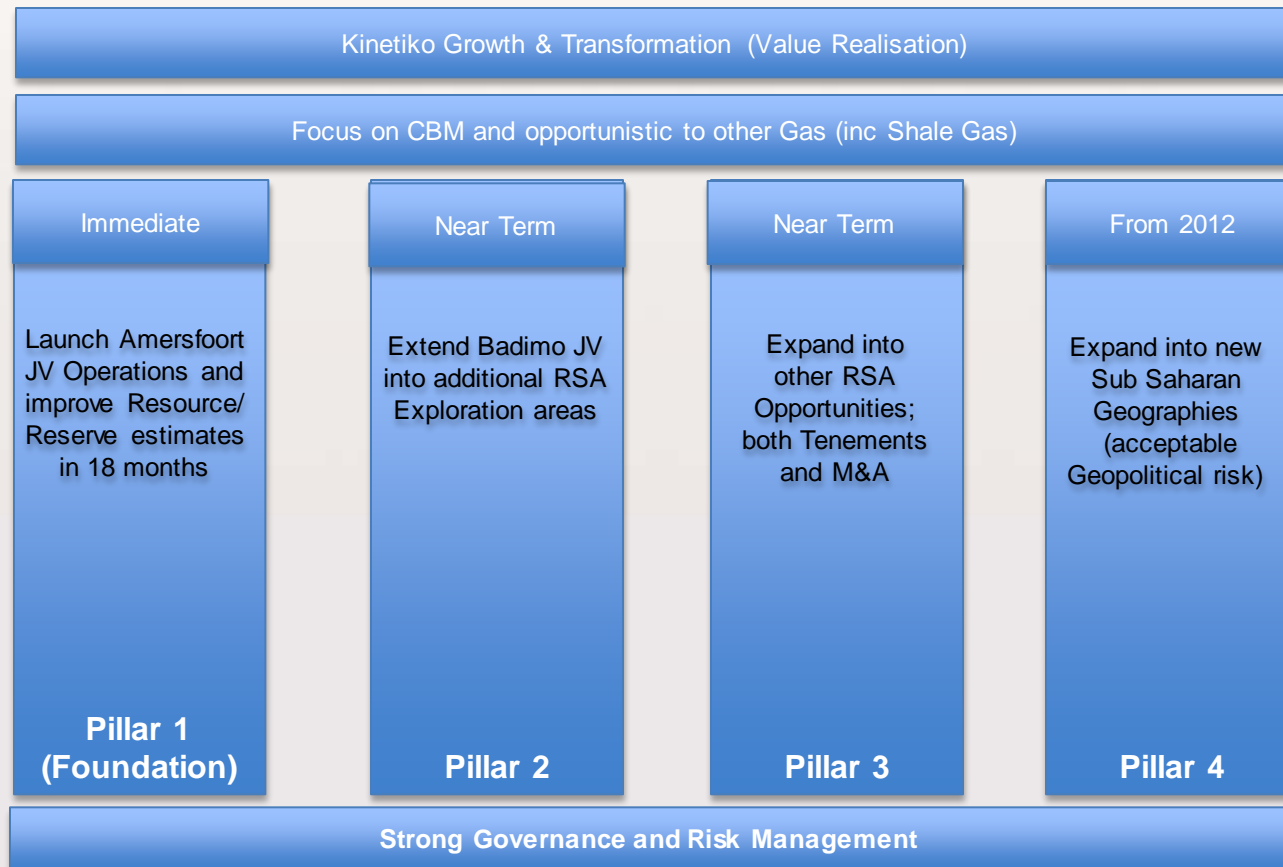 Kinetiko Growth & Transformation (Value Realisation)
Focus on CBM and opportunistic to other Gas (inc Shale Gas)
Immediate
Launch Amersfoort
JV Operations and
improve Resource/
Reserve estimates
in 18 months
Pillar 1
(Foundation)
Near Term
Extend Badimo JV
into additional RSA
Exploration areas
Pillar 2
Near Term
Expand into
other RSA
Opportunities;
both Tenements
and M&A
Pillar 3
From 2012
Expand into new
Sub Saharan
Geographies
(acceptable
Geopolitical risk)
Pillar 4
Strong Governance and Risk Management